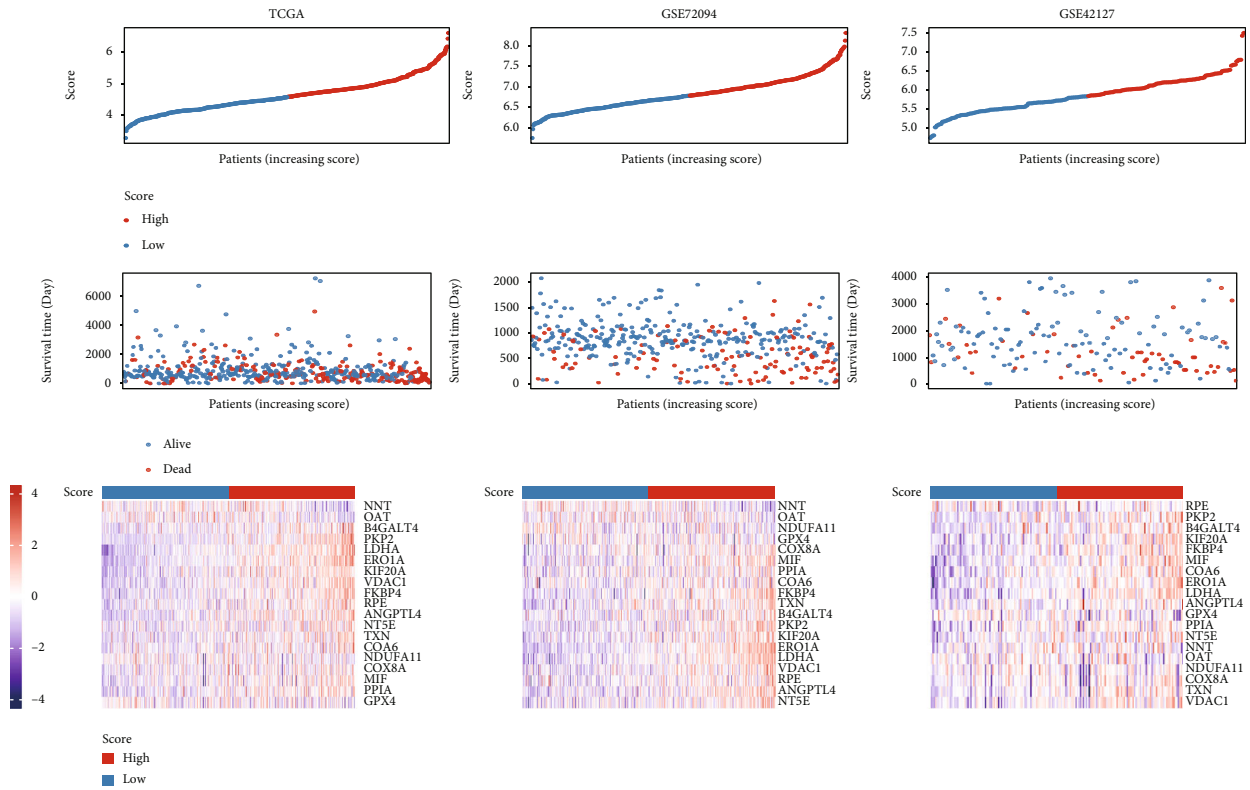 TCGA
Score
6
5
4
Patients (increasing score)
GSE72094
Score
8.0
7.5
7.0
6.5
6.0
Patients (increasing score)
GSE42127
Score
7.5
7.0
6.5
6.0
5.5
5.0
Patients (increasing score)
Score
High
Low
Survival time (Day)
6000
4000
2000
0
Patients (increasing score)
Survival time (Day)
2000
1500
1000
500
0
Patients (increasing score)
Survival time (Day)
4000
3000
2000
1000
0
Patients (increasing score)
Alive
Dead
4
2
0
−2
−4
Score
NNT
OAT
B4GALT4
PKP2
LDHA
ERO1A
KIF20A
VDAC1
FKBP4
RPE
ANGPTL4
NT5E
TXN
COA6
NDUFA11
COX8A
MIF
PPIA
GPX4
Score
NNT
OAT
NDUFA11
GPX4
COX8A
MIF
PPIA
COA6
FKBP4
TXN
B4GALT4
PKP2
KIF20A
ERO1A
LDHA
VDAC1
RPE
ANGPTL4
NT5E
Score
RPE
PKP2
B4GALT4
KIF20A
FKBP4
MIF
COA6
ERO1A
LDHA
ANGPTL4
GPX4
PPIA
NT5E
NNT
OAT
NDUFA11
COX8A
TXN
VDAC1
Score
High
Low